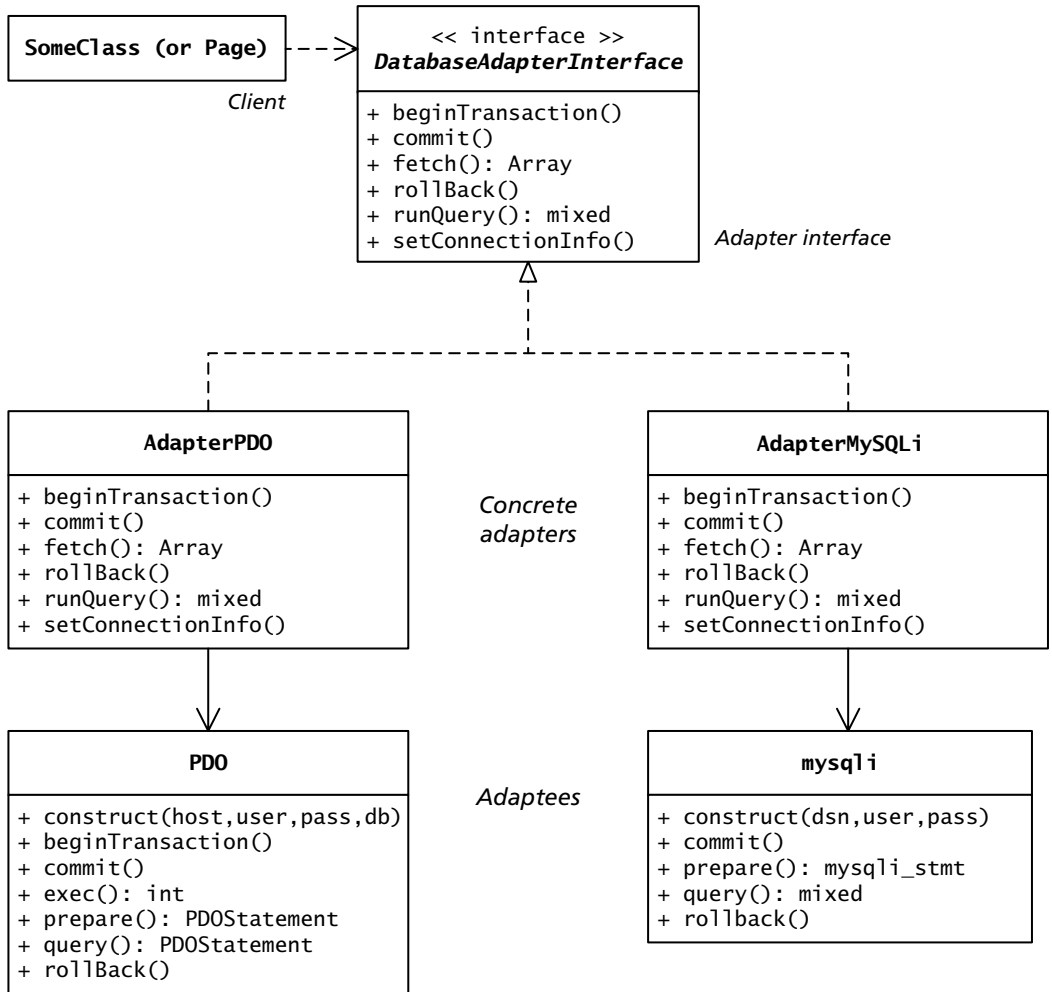 SomeClass (or Page)
Client
<< interface >>
DatabaseAdapterInterface
+ beginTransaction()
+ commit()
+ fetch(): Array
+ rollBack()
+ runQuery(): mixed
+ setConnectionInfo()
Adapter interface
AdapterPDO
+ beginTransaction()
+ commit()
+ fetch(): Array
+ rollBack()
+ runQuery(): mixed
+ setConnectionInfo()
Concrete
adapters
AdapterMySQLi
+ beginTransaction()
+ commit()
+ fetch(): Array
+ rollBack()
+ runQuery(): mixed
+ setConnectionInfo()
PDO
+ construct(host,user,pass,db)
+ beginTransaction()
+ commit()
+ exec(): int
+ prepare(): PDOStatement
+ query(): PDOStatement
+ rollBack()
Adaptees
mysqli
+ construct(dsn,user,pass)
+ commit()
+ prepare(): mysqli_stmt
+ query(): mixed
+ rollback()